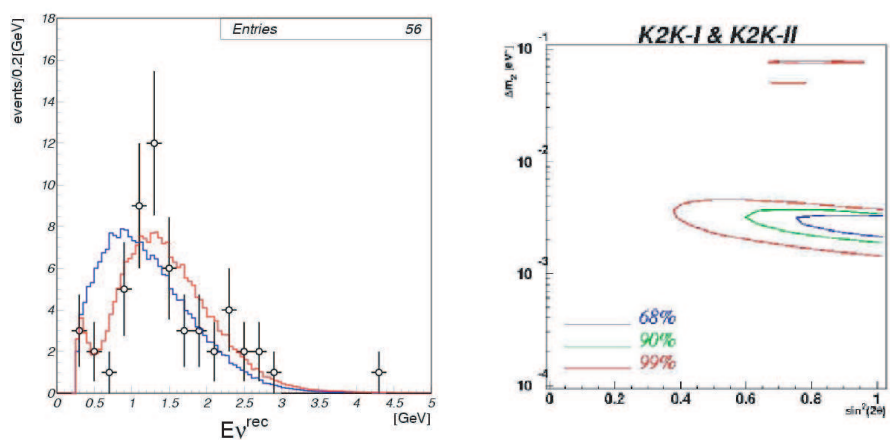 Entries 56
events/0.2[GeV]
18
16
14
12
10
8
6
4
2
0
0 0.5 1 1.5 2 2.5 3 3.5 4 4.5 5
[GeV]
Eν^rec
K2K-I & K2K-II
Δm₂ [eV²]
10⁻¹
10⁻²
10⁻³
10⁻⁴
68%
90%
99%
0 0.2 0.4 0.6 0.8 1
sin²(2θ)